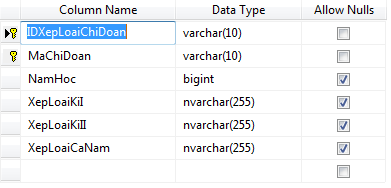 Column Name Data Type Allow Nulls
IDXepLoaiChiDoan varchar(10)
MaChiDoan varchar(10)
NamHoc bigint
XepLoaiKiI nvarchar(255)
XepLoaiKiII nvarchar(255)
XepLoaiCaNam nvarchar(255)